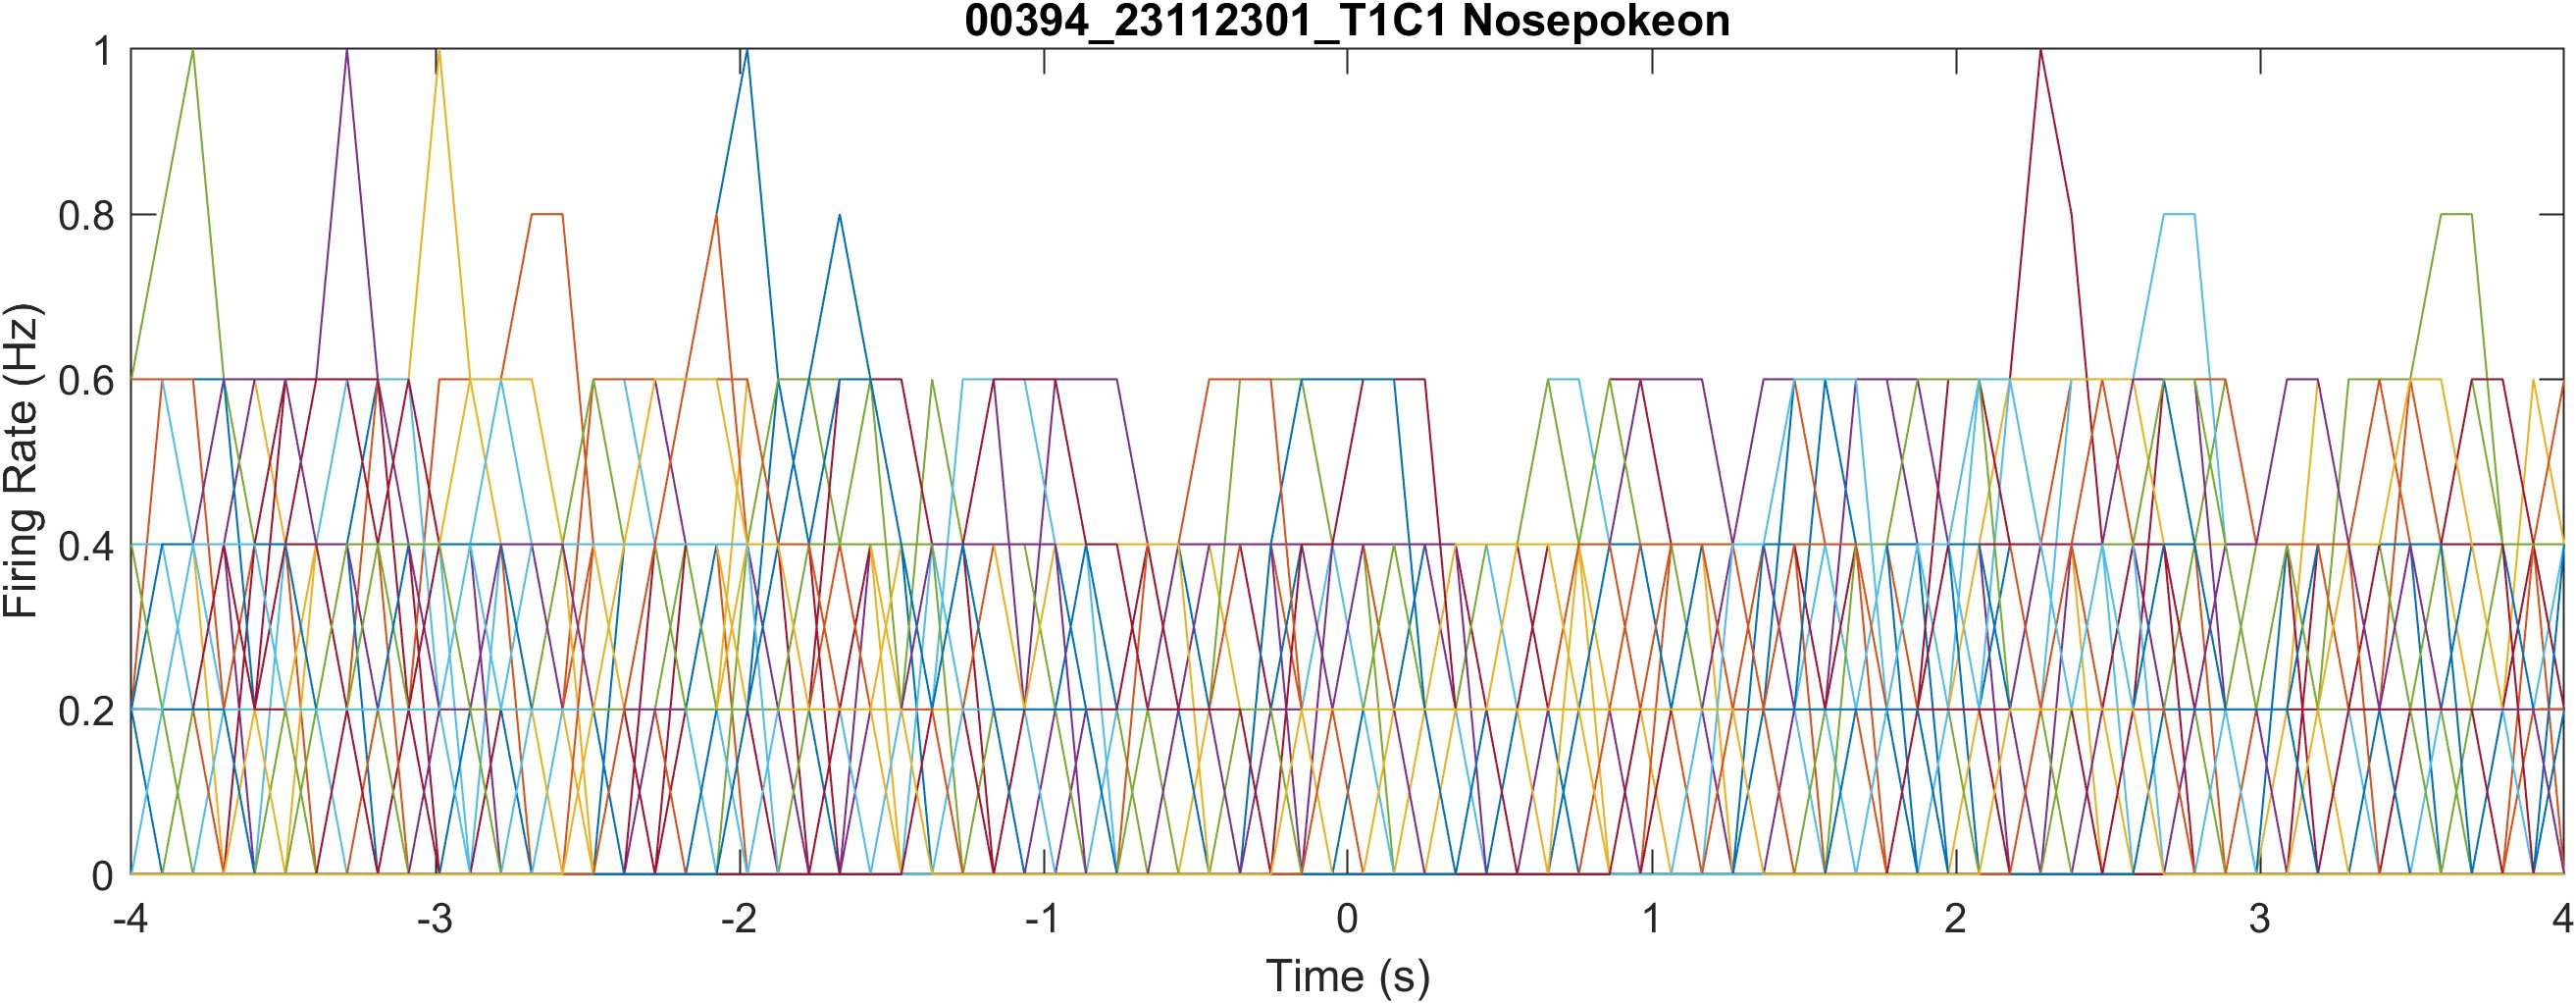 00394_23112301_T1C1 Nosepokeon
1
0.8
0.6
0.4
0.2
0
Firing Rate (Hz)
-4 -3 -2 -1 0 1 2 3 4
Time (s)